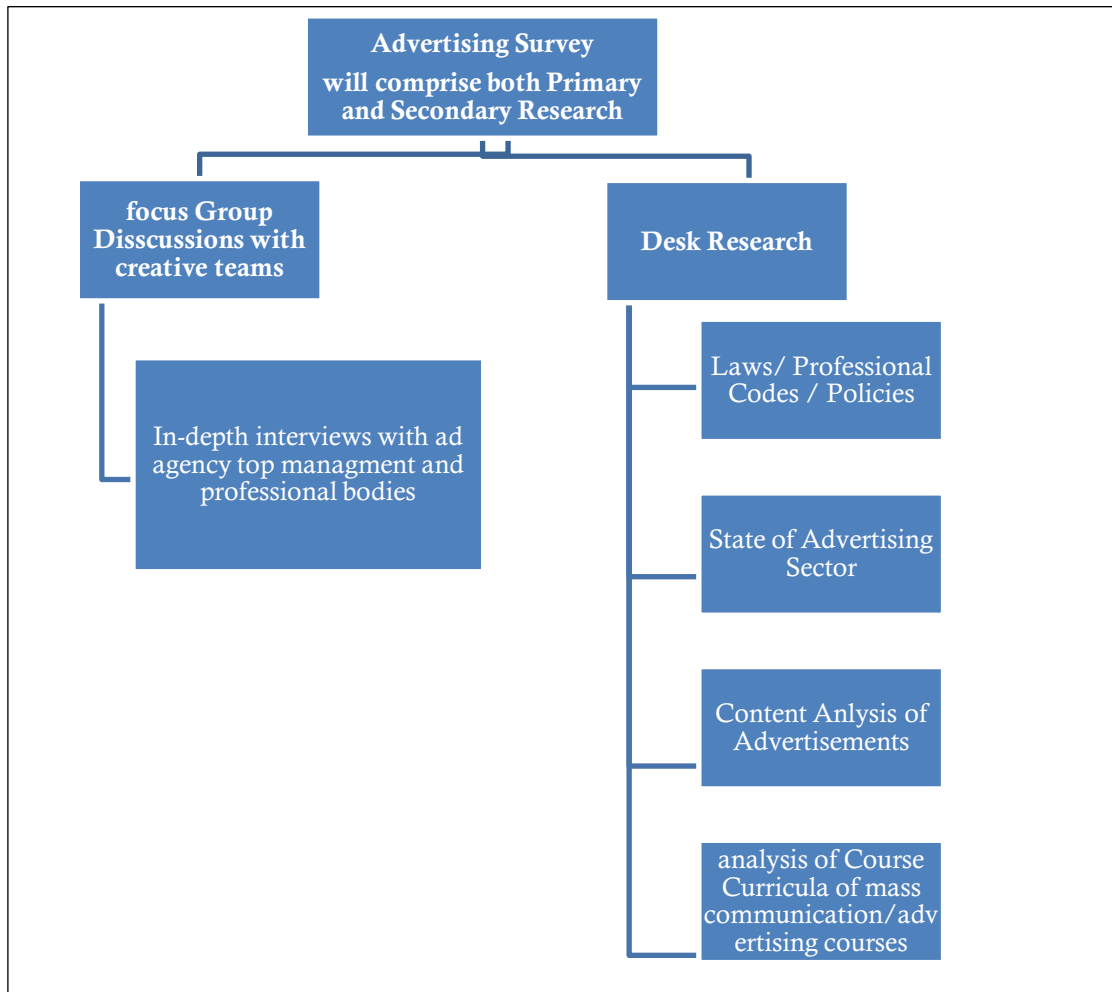 Advertising Survey
will comprise both Primary
and Secondary Research
focus Group
Disscussions with
creative teams
In-depth interviews with ad
agency top managment and
professional bodies
Desk Research
Laws/ Professional
Codes / Policies
State of Advertising
Sector
Content Anlysis of
Advertisements
analysis of Course
Curricula of mass
communication/adv
ertising courses